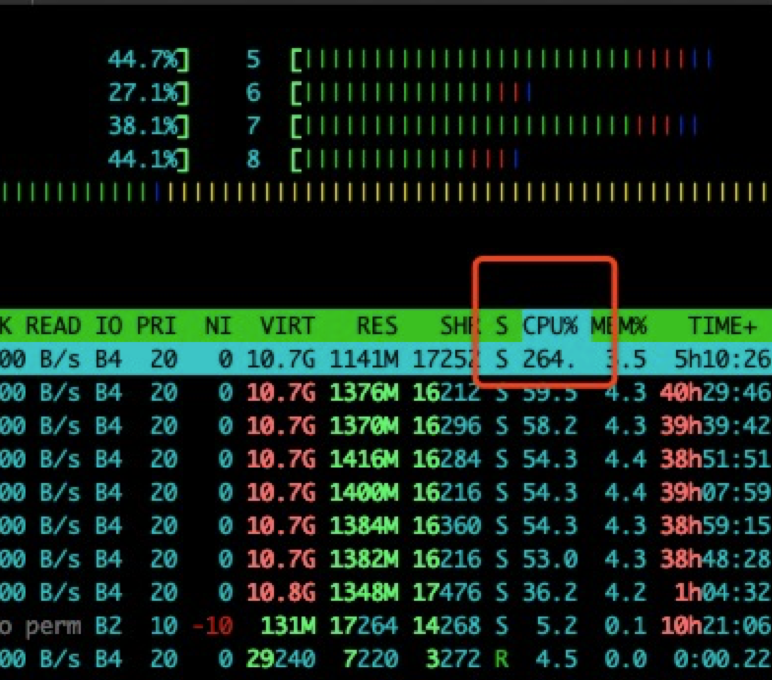 44.7%] 5 [
27.1%] 6 [
38.1%] 7 [
44.1%] 8 [
K READ IO PRI NI VIRT RES SHR S CPU% MEM% TIME+
00 B/s B4 20 0 10.7G 1141M 17252 S 264. 3.5 5h10:26
00 B/s B4 20 0 10.7G 1376M 16212 S 59.5 4.3 40h29:46
00 B/s B4 20 0 10.7G 1370M 16296 S 58.2 4.3 39h39:42
00 B/s B4 20 0 10.7G 1416M 16284 S 54.3 4.4 38h51:51
00 B/s B4 20 0 10.7G 1400M 16216 S 54.3 4.4 39h07:59
00 B/s B4 20 0 10.7G 1384M 16360 S 54.3 4.3 38h59:15
00 B/s B4 20 0 10.7G 1382M 16216 S 53.0 4.3 38h48:28
00 B/s B4 20 0 10.8G 1348M 17476 S 36.2 4.2 1h04:32
o perm B2 10 -10 131M 17264 14268 S 5.2 0.1 10h21:06
00 B/s B4 20 0 29240 7220 3272 R 4.5 0.0 0:00.22